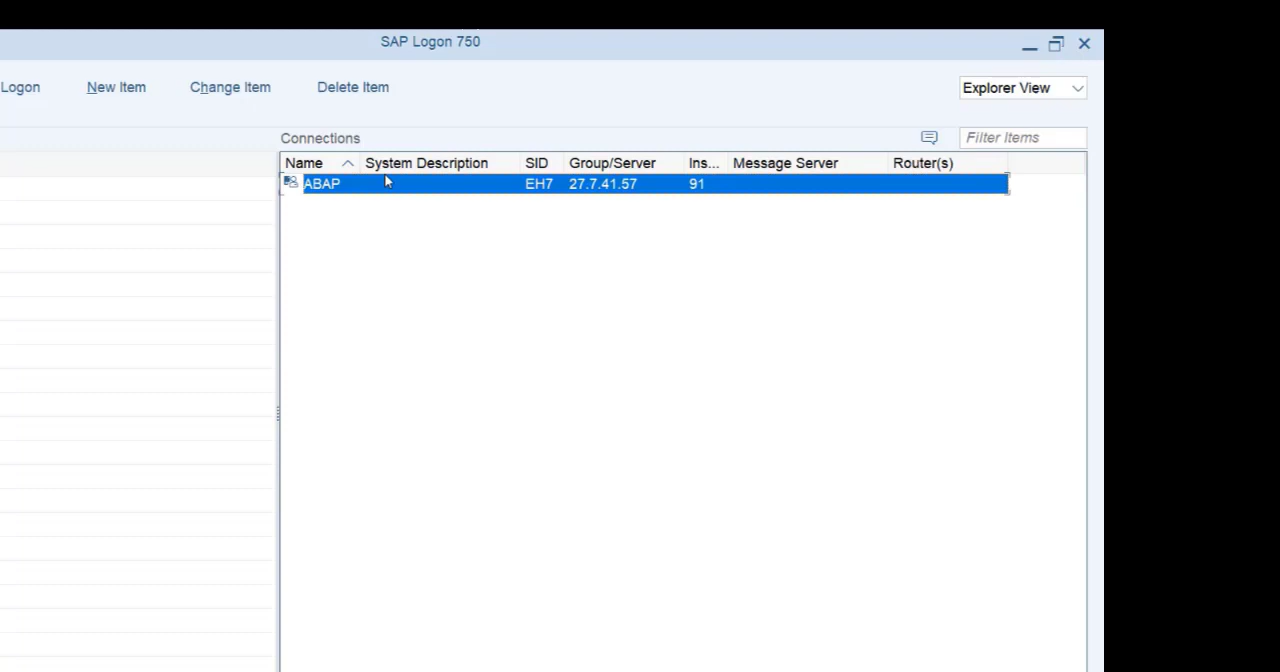 SAP Logon 750
Logon New Item Change Item Delete Item Explorer View
Connections Filter Items
Name System Description SID Group/Server Ins... Message Server Router(s)
ABAP EH7 27.7.41.57 91